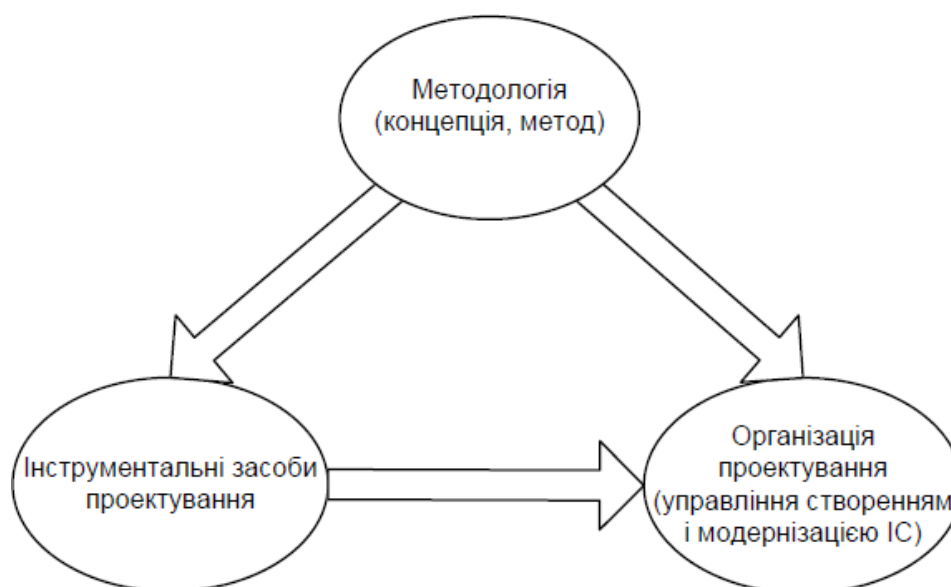 Методологія
(концепція, метод)
Інструментальні засоби
проектування
Організація
проектування
(управління створенням
і модернізацією ІС)